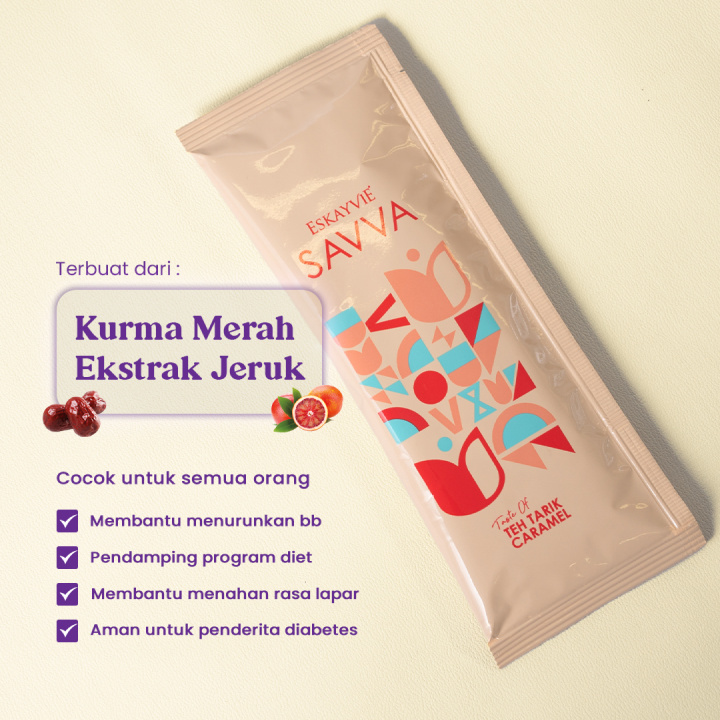 ESKAYVIE
SAVVA
Terbuat dari :
Kurma Merah
Ekstrak Jeruk
Cocok untuk semua orang
Membantu menurunkan bb
Pendamping program diet
Membantu menahan rasa lapar
Aman untuk penderita diabetes
Taste Of
TEH TARIK
CARAMEL